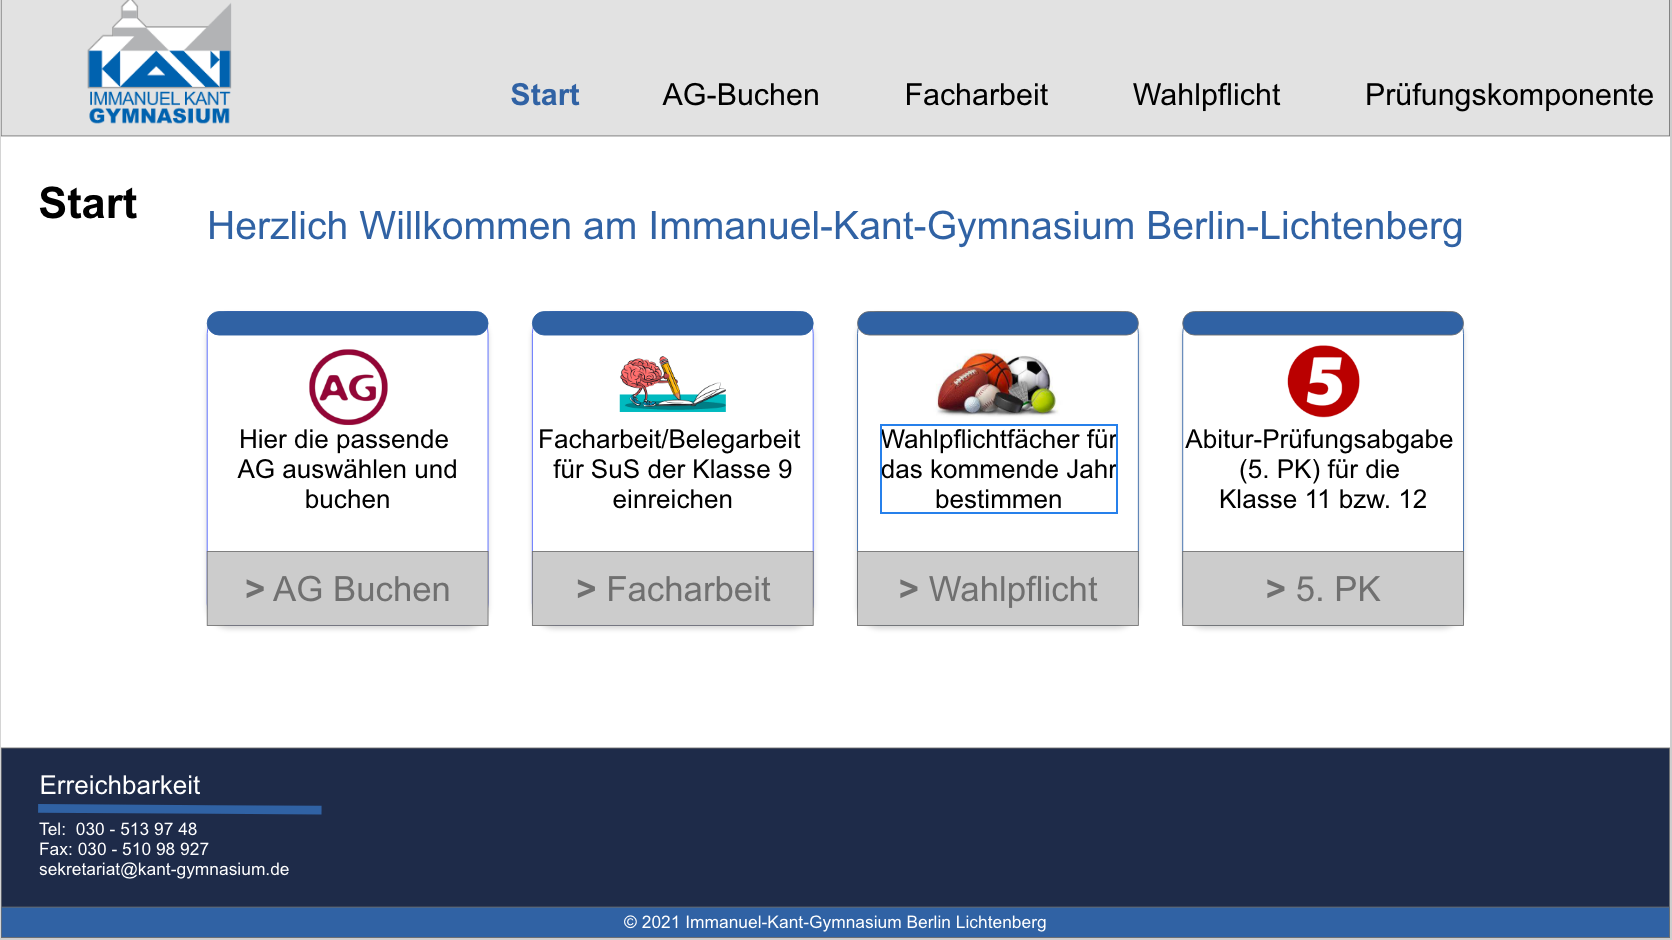 KANT
IMMANUEL KANT
GYMNASIUM
Start
AG-Buchen
Facharbeit
Wahlpflicht
Prüfungskomponente
Start
Herzlich Willkommen am Immanuel-Kant-Gymnasium Berlin-Lichtenberg
AG
Hier die passende
AG auswählen und
buchen
> AG Buchen
Facharbeit/Belegarbeit
für SuS der Klasse 9
einreichen
> Facharbeit
Wahlpflichtfächer für
das kommende Jahr
bestimmen
> Wahlpflicht
5
Abitur-Prüfungsabgabe
(5. PK) für die
Klasse 11 bzw. 12
> 5. PK
Erreichbarkeit
Tel: 030 - 513 97 48
Fax: 030 - 510 98 927
sekretariat@kant-gymnasium.de
© 2021 Immanuel-Kant-Gymnasium Berlin Lichtenberg